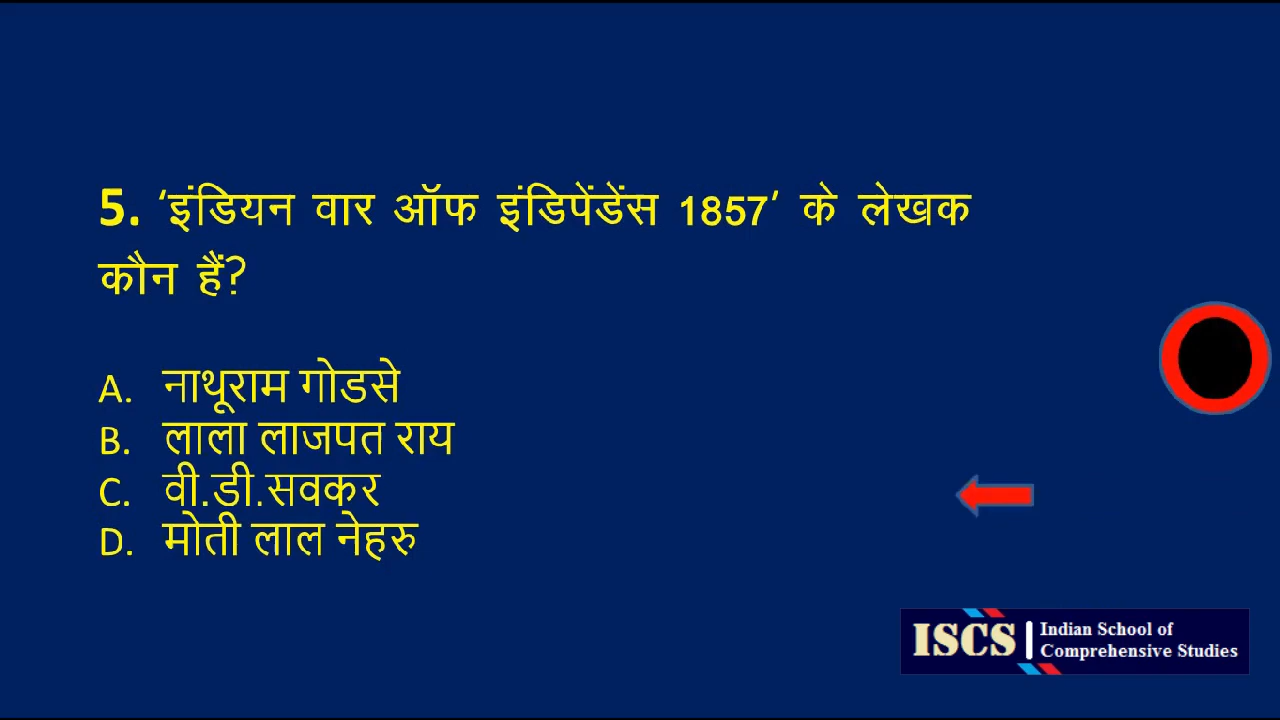 5. ‘इंडियन वार ऑफ इंडिपेंडेंस 1857’ के लेखक
कौन हैं?
A. नाथूराम गोडसे
B. लाला लाजपत राय
C. वी.डी.सवकर
D. मोती लाल नेहरु
ISCS
Indian School of
Comprehensive Studies